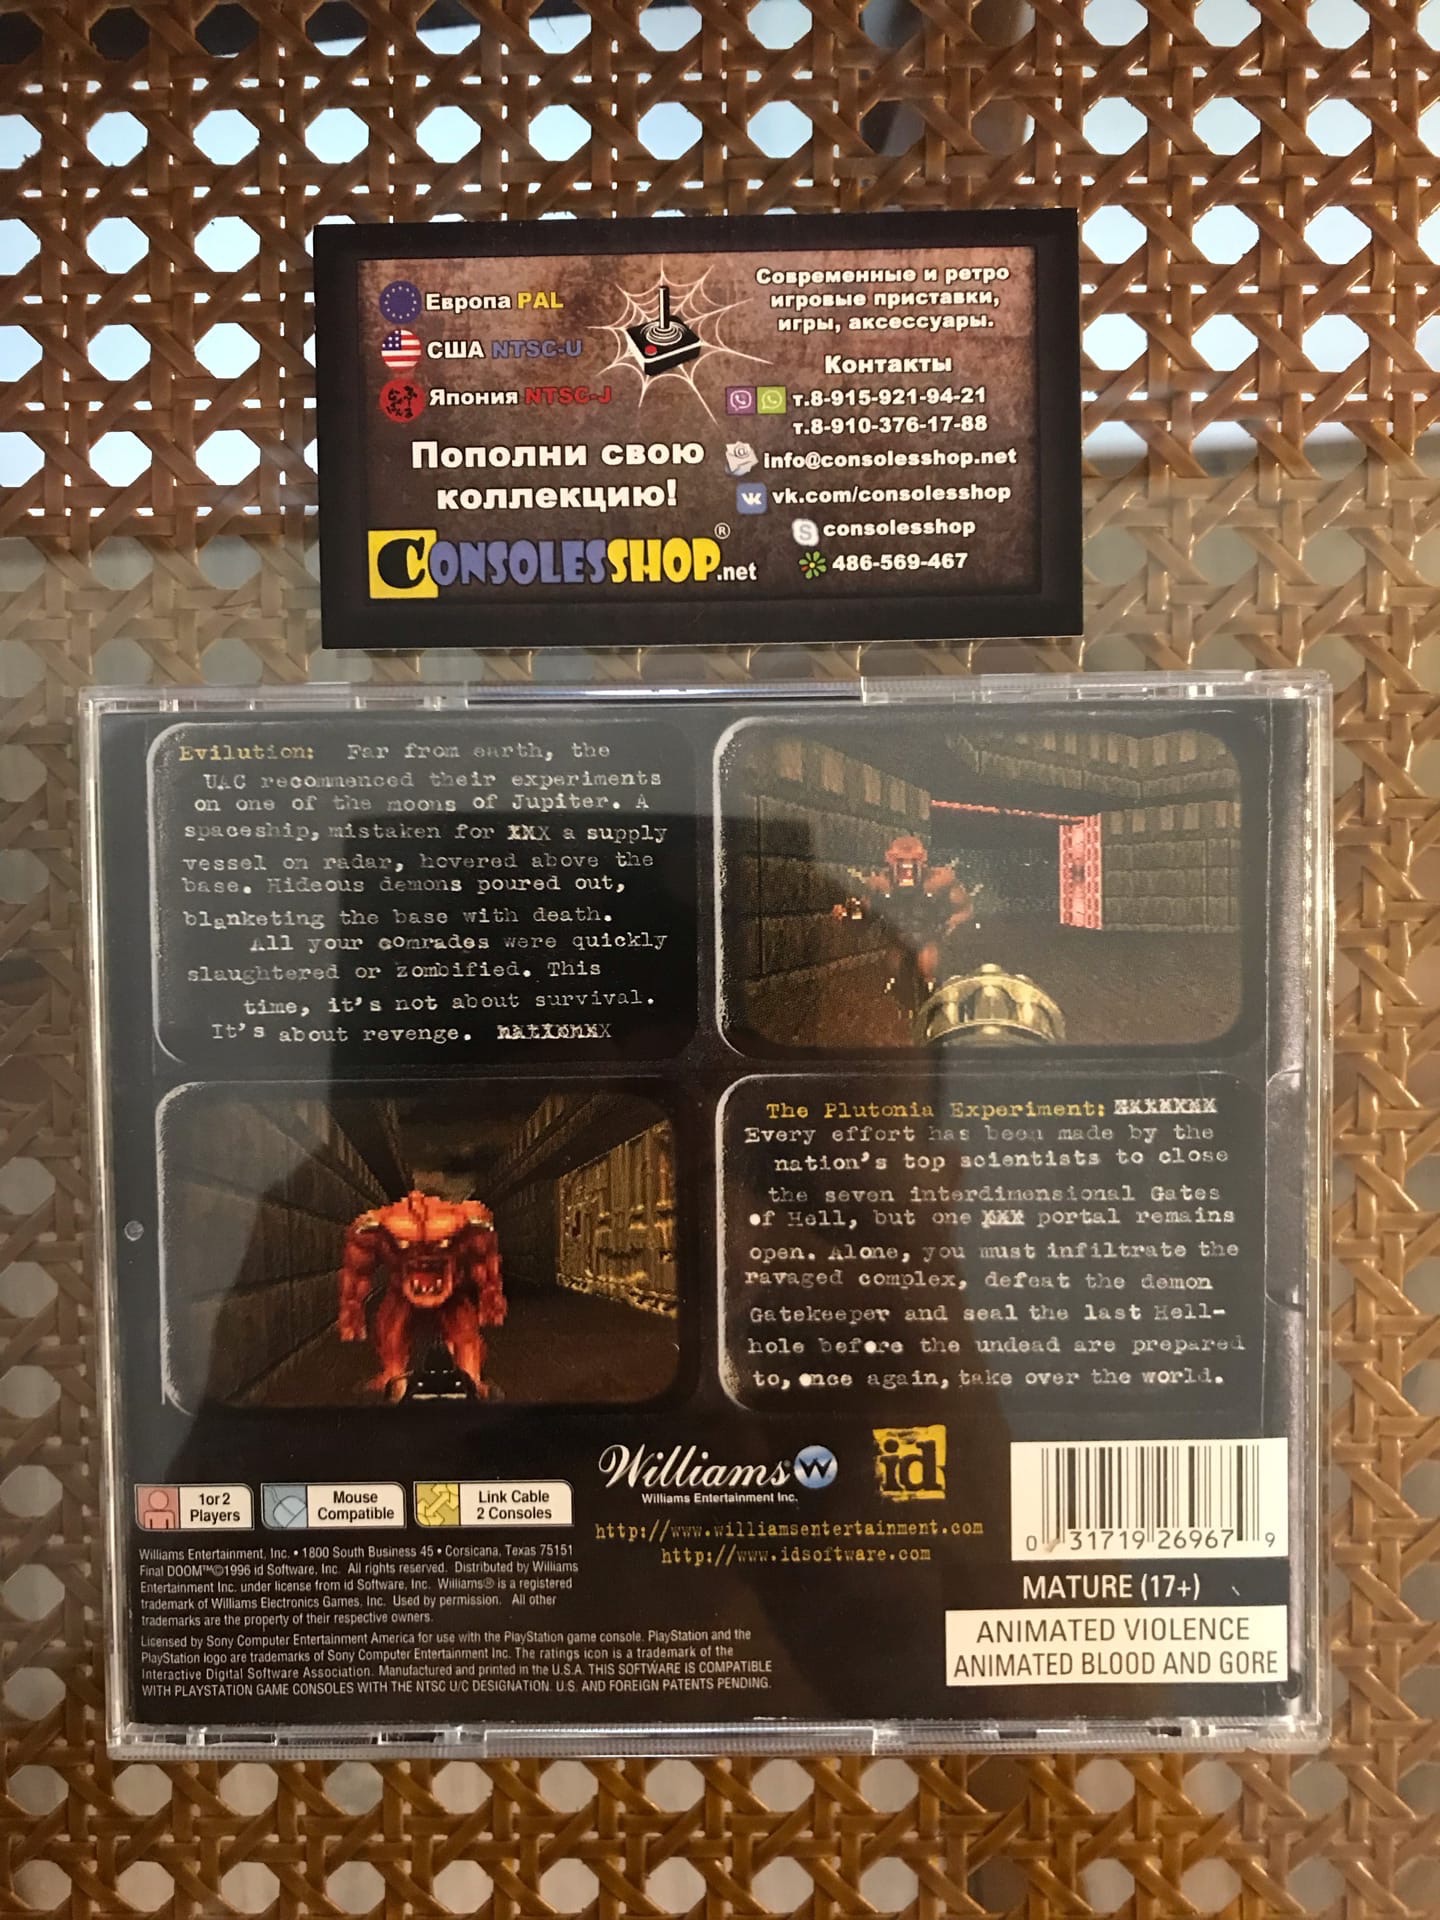 Европа PAL
США NTSC-U
Япония NTSC-J
Пополни свою
коллекцию!
CONSOLESSHOP.net
®
Современные и ретро
игровые приставки,
игры, аксессуары.
Контакты
т.8-915-921-94-21
т.8-910-376-17-88
info@consolesshop.net
vk.com/consolesshop
consolesshop
486-569-467
Evilution: Far from earth, the
UAC recommenced their experiments
on one of the moons of Jupiter. A
spaceship, mistaken for XXX a supply
vessel on radar, hovered above the
base. Hideous demons poured out,
blanketing the base with death.
All your comrades were quickly
slaughtered or zombified. This
time, it's not about survival.
It's about revenge.
The Plutonia Experiment:
Every effort has been made by the
nation's top scientists to close
the seven interdimensional Gates
of Hell, but one XXX portal remains
open. Alone, you must infiltrate the
ravaged complex, defeat the demon
Gatekeeper and seal the last Hell-
hole before the undead are prepared
to, once again, take over the world.
1or2
Players
Mouse
Compatible
Link Cable
2 Consoles
Williams W
Williams Entertainment Inc.
id
http://www.williamsentertainment.com
http://www.idsoftware.com
Williams Entertainment, Inc. • 1800 South Business 45 • Corsicana, Texas 75151
Final DOOM™©1996 id Software, Inc. All rights reserved. Distributed by Williams
Entertainment Inc. under license from id Software, Inc. Williams® is a registered
trademark of Williams Electronics Games, Inc. Used by permission. All other
trademarks are the property of their respective owners.
Licensed by Sony Computer Entertainment America for use with the PlayStation game console. PlayStation and the
PlayStation logo are trademarks of Sony Computer Entertainment Inc. The ratings icon is a trademark of the
Interactive Digital Software Association. Manufactured and printed in the U.S.A. THIS SOFTWARE IS COMPATIBLE
WITH PLAYSTATION GAME CONSOLES WITH THE NTSC U/C DESIGNATION. U.S. AND FOREIGN PATENTS PENDING.
0 31719 26967 9
MATURE (17+)
ANIMATED VIOLENCE
ANIMATED BLOOD AND GORE